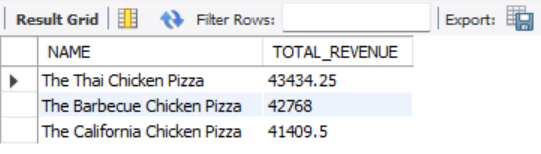 Result Grid Filter Rows: Export:
NAME TOTAL_REVENUE
The Thai Chicken Pizza 43434.25
The Barbecue Chicken Pizza 42768
The California Chicken Pizza 41409.5